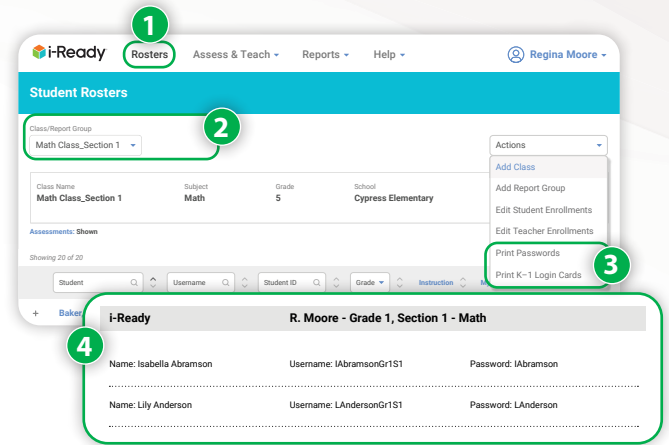 1
i-Ready Rosters Assess & Teach Reports Help Regina Moore
Student Rosters
2
Class/Report Group
Math Class_Section 1
Actions
Add Class
Add Report Group
Edit Student Enrollments
Edit Teacher Enrollments
Print Passwords
Print K–1 Login Cards
3
Class Name Subject Grade School
Math Class_Section 1 Math 5 Cypress Elementary
Assessments: Shown
Showing 20 of 20
Student Username Student ID Grade Instruction
+ Baker
4
i-Ready R. Moore - Grade 1, Section 1 - Math
Name: Isabella Abramson Username: IAbramsonGr1S1 Password: IAbramson
Name: Lily Anderson Username: LAndersonGr1S1 Password: LAnderson